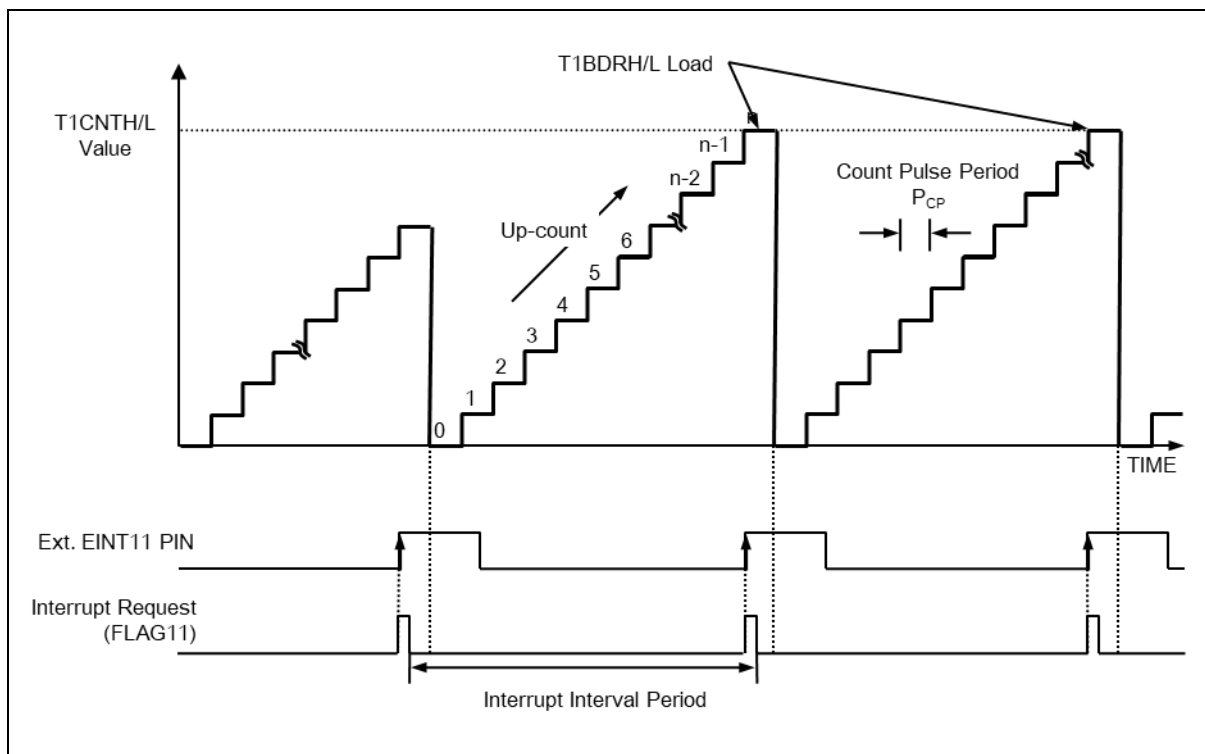 T1BDRH/L Load
T1CNTH/L
Value
n-1
n-2
Count Pulse Period
PCP
Up-count
6
5
4
3
2
1
0
TIME
Ext. EINT11 PIN
Interrupt Request
(FLAG11)
Interrupt Interval Period